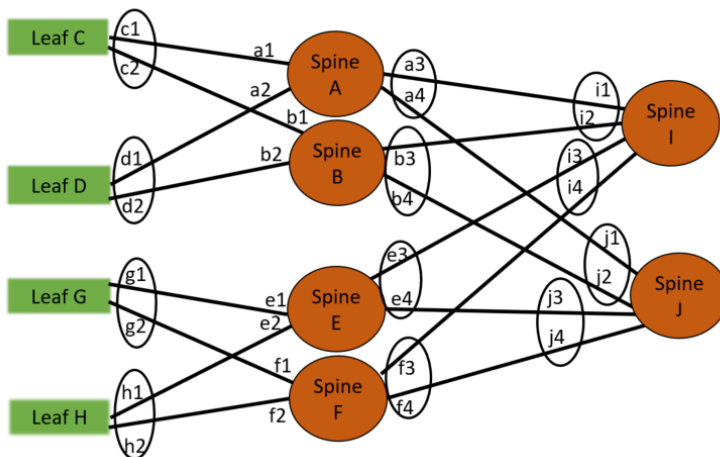 Leaf C
c1
c2
a1
a2
Spine
A
a3
a4
i1
i2
Spine
I
b1
b2
Spine
B
b3
b4
i3
i4
Leaf D
d1
d2
Leaf G
g1
g2
e1
e2
Spine
E
e3
e4
j1
j2
j3
j4
Spine
J
Leaf H
h1
h2
f1
f2
Spine
F
f3
f4